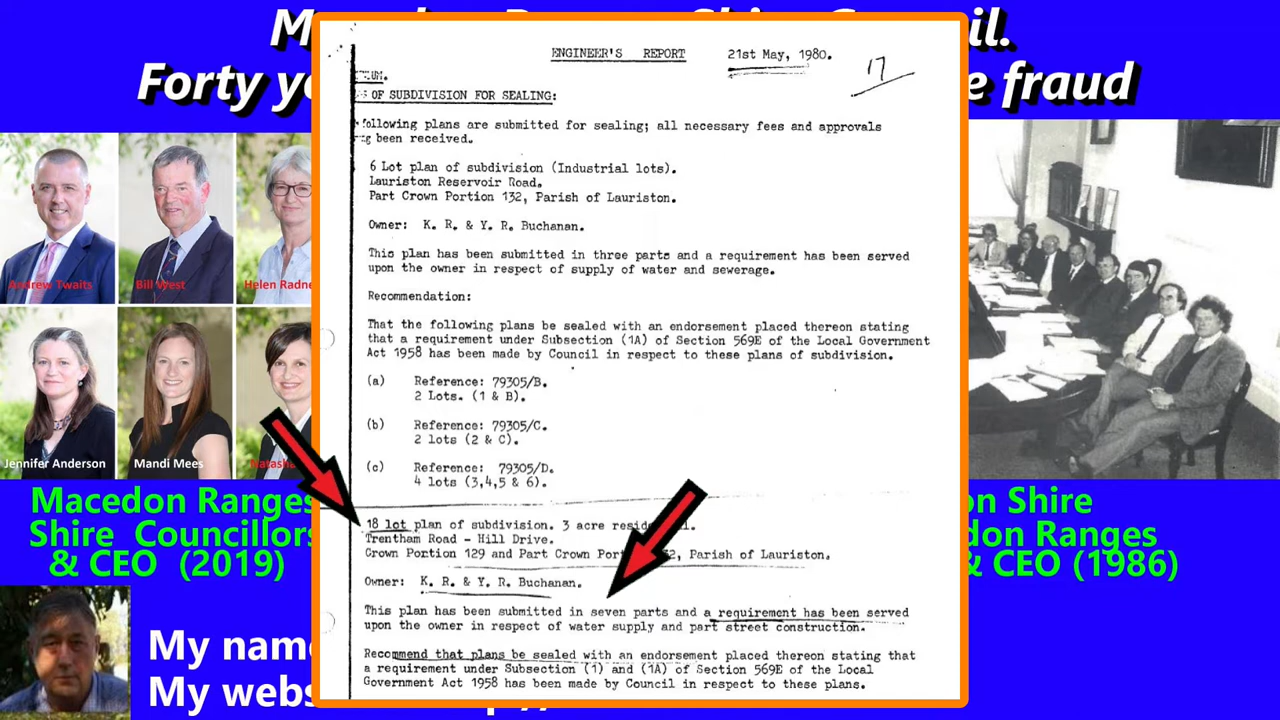 Forty
fraud
ENGINEER'S REPORT
21st May, 1980.
17
OF SUBDIVISION FOR SEALING:
following plans are submitted for sealing; all necessary fees and approvals
been received.
6 Lot plan of subdivision (Industrial lots).
Lauriston Reservoir Road.
Part Crown Portion 132, Parish of Lauriston.
Owner: K. R. & Y. R. Buchanan.
This plan has been submitted in three parts and a requirement has been served
upon the owner in respect of supply of water and sewerage.
Recommendation:
That the following plans be sealed with an endorsement placed thereon stating
that a requirement under Subsection (1A) of Section 569E of the Local Government
Act 1958 has been made by Council in respect to these plans of subdivision.
(a) Reference: 79305/B.
2 Lots. (1 & B).
(b) Reference: 79305/C.
2 lots (2 & C).
(c) Reference: 79305/D.
4 lots (3,4,5 & 6).
18 lot plan of subdivision. 3 acre
Trentham Road - Hill Drive.
Crown Portion 129 and Part Crown Parish of Lauriston.
Owner: K. R. & Y. R. Buchanan.
This plan has been submitted in seven parts and a requirement has been served
upon the owner in respect of water supply and part street construction.
Recommend that plans be sealed with an endorsement placed thereon stating that
a requirement under Subsection (1) and (1A) of Section 569E of the Local
Government Act 1958 has been made by Council in respect to these plans.
Andrew Twaits
Bill West
Helen Radne
Jennifer Anderson
Mandi Mees
Natasha
Macedon Ranges
Shire Councillors
& CEO (2019)
on Shire
don Ranges
& CEO (1986)
My name
My webs